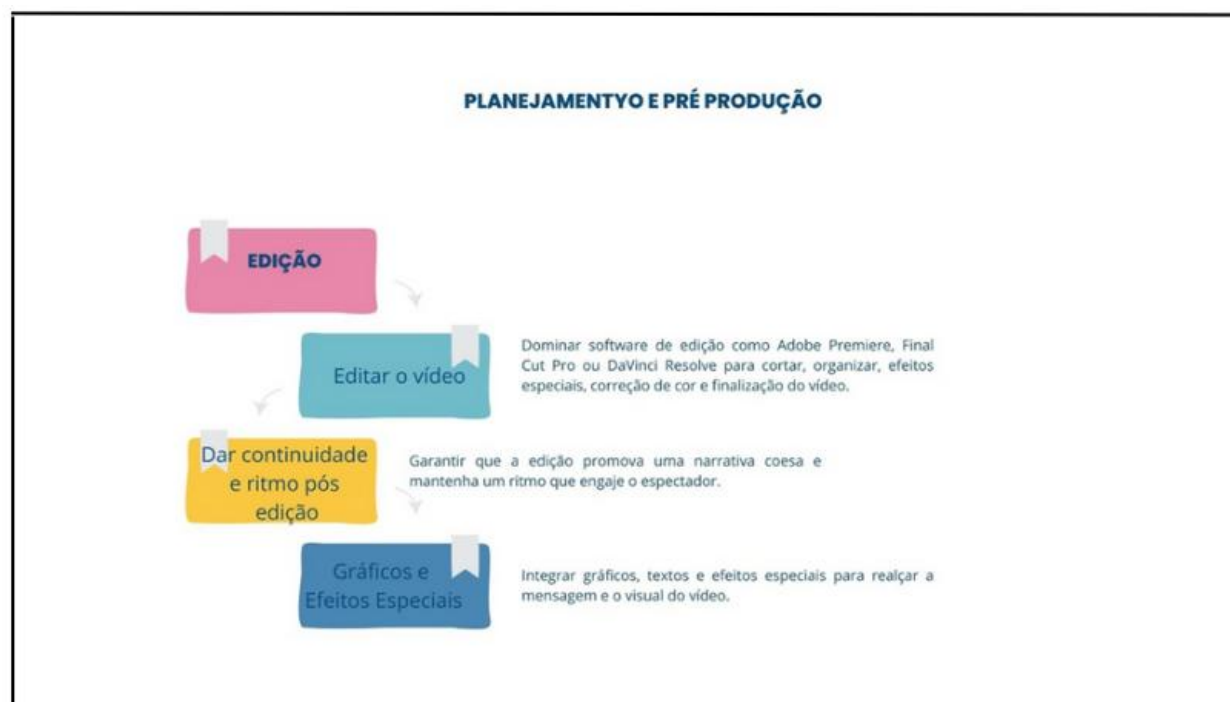 PLANEJAMENTYO E PRÉ PRODUÇÃO
EDIÇÃO
Editar o vídeo
Dominar software de edição como Adobe Premiere, Final
Cut Pro ou DaVinci Resolve para cortar, organizar, efeitos
especiais, correção de cor e finalização do vídeo.
Dar continuidade
e ritmo pós
edição
Garantir que a edição promova uma narrativa coesa e
mantenha um ritmo que engaje o espectador.
Gráficos e
Efeitos Especiais
Integrar gráficos, textos e efeitos especiais para realçar a
mensagem e o visual do vídeo.